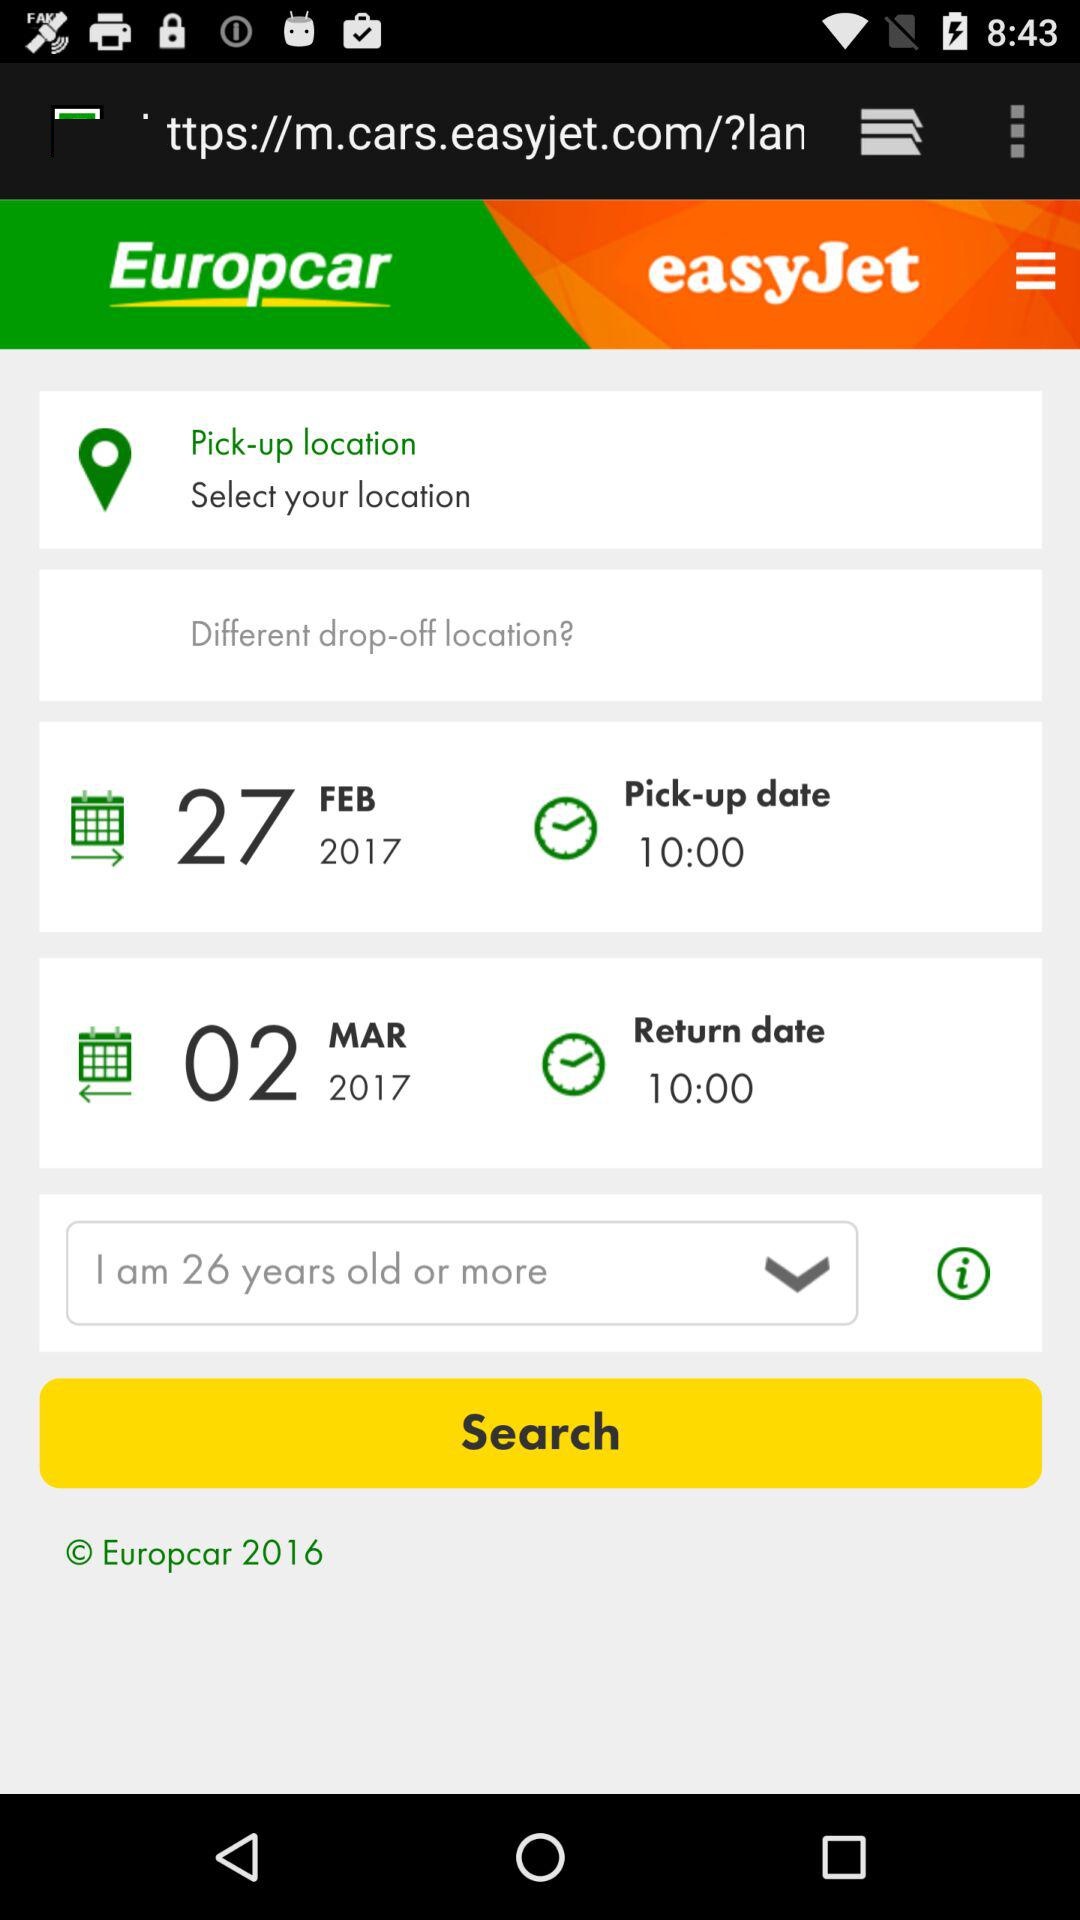 FAKE
8:43
ttps://m.cars.easyjet.com/?lan
Europcar
easyJet
Pick-up location
Select your location
Different drop-off location?
27 FEB 2017
Pick-up date
10:00
02 MAR 2017
Return date
10:00
I am 26 years old or more
i
Search
© Europcar 2016